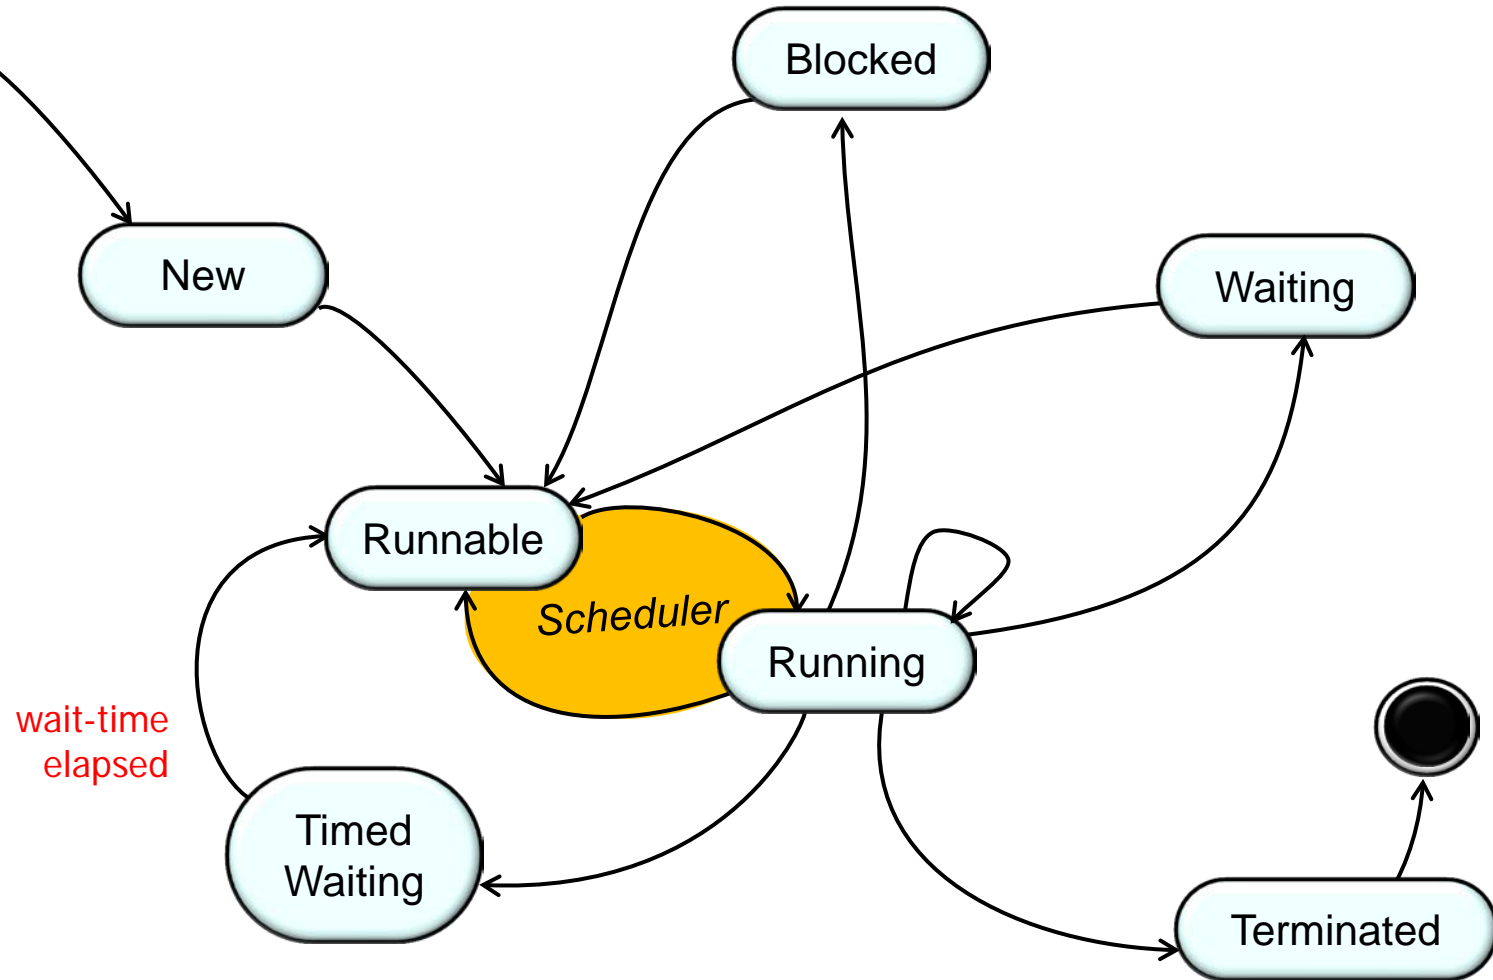 Blocked
New
Waiting
Runnable
Scheduler
Running
wait-time
elapsed
Timed
Waiting
Terminated